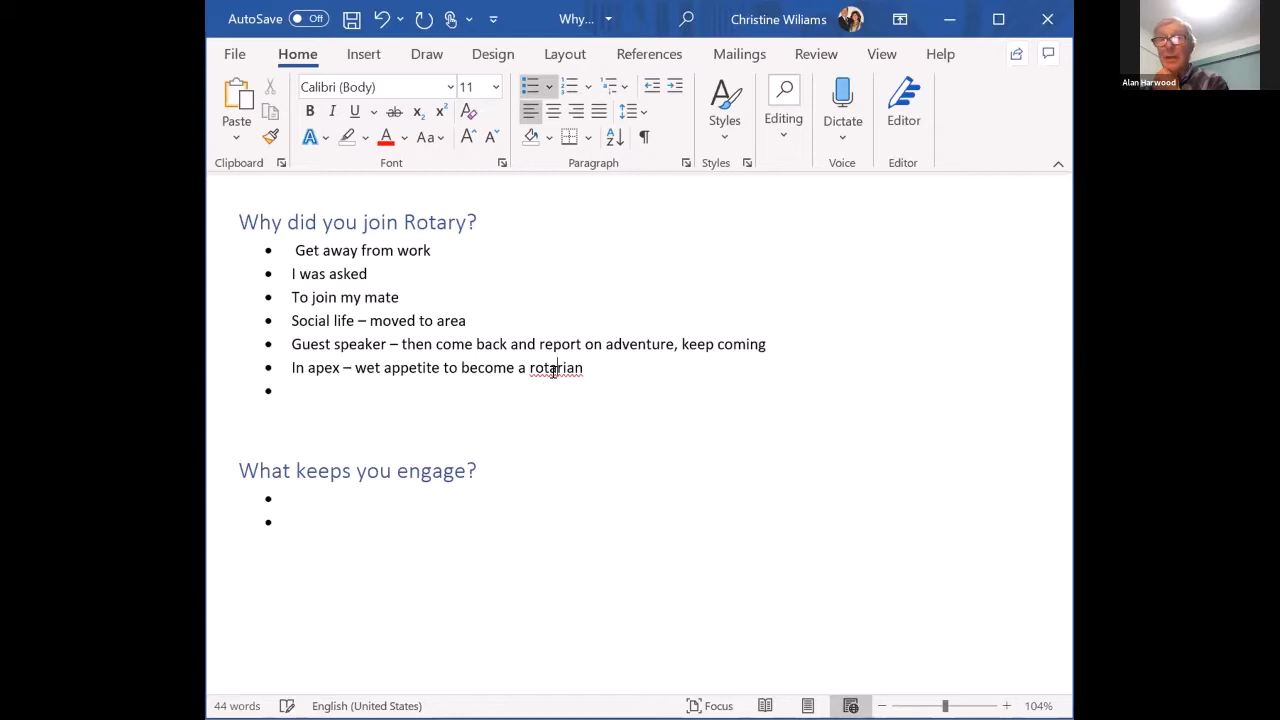 AutoSave Off Why... Christine Wiliams
File Home Insert Draw Design Layout References Mailings Review View Help
Calibri (Body) 11
Paste Styles Editing Dictate Editor
Clipboard Font Paragraph Styles Voice Editor
Alan Harwood
Why did you join Rotary?
• Get away from work
• I was asked
• To join my mate
• Social life – moved to area
• Guest speaker – then come back and report on adventure, keep coming
• In apex – wet appetite to become a rotarian
•
What keeps you engage?
•
•
44 words English (United States) Focus 104%